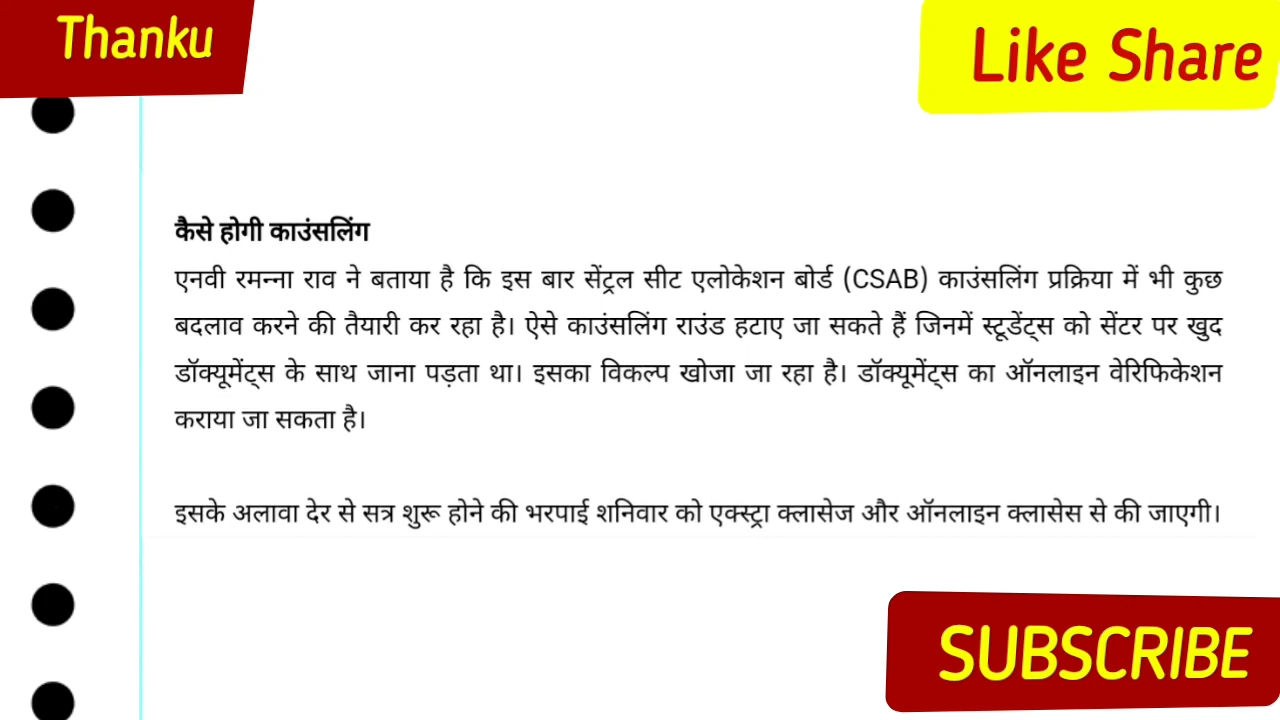 Thanku
Like Share
कैसे होगी काउंसलिंग
एनवी रमन्ना राव ने बताया है कि इस बार सेंट्रल सीट एलोकेशन बोर्ड (CSAB) काउंसलिंग प्रक्रिया में भी कुछ
बदलाव करने की तैयारी कर रहा है। ऐसे काउंसलिंग राउंड हटाए जा सकते हैं जिनमें स्टूडेंट्स को सेंटर पर खुद
डॉक्यूमेंट्स के साथ जाना पड़ता था। इसका विकल्प खोजा जा रहा है। डॉक्यूमेंट्स का ऑनलाइन वेरिफिकेशन
कराया जा सकता है।
इसके अलावा देर से सत्र शुरू होने की भरपाई शनिवार को एक्स्ट्रा क्लासेज और ऑनलाइन क्लासेस से की जाएगी।
SUBSCRIBE